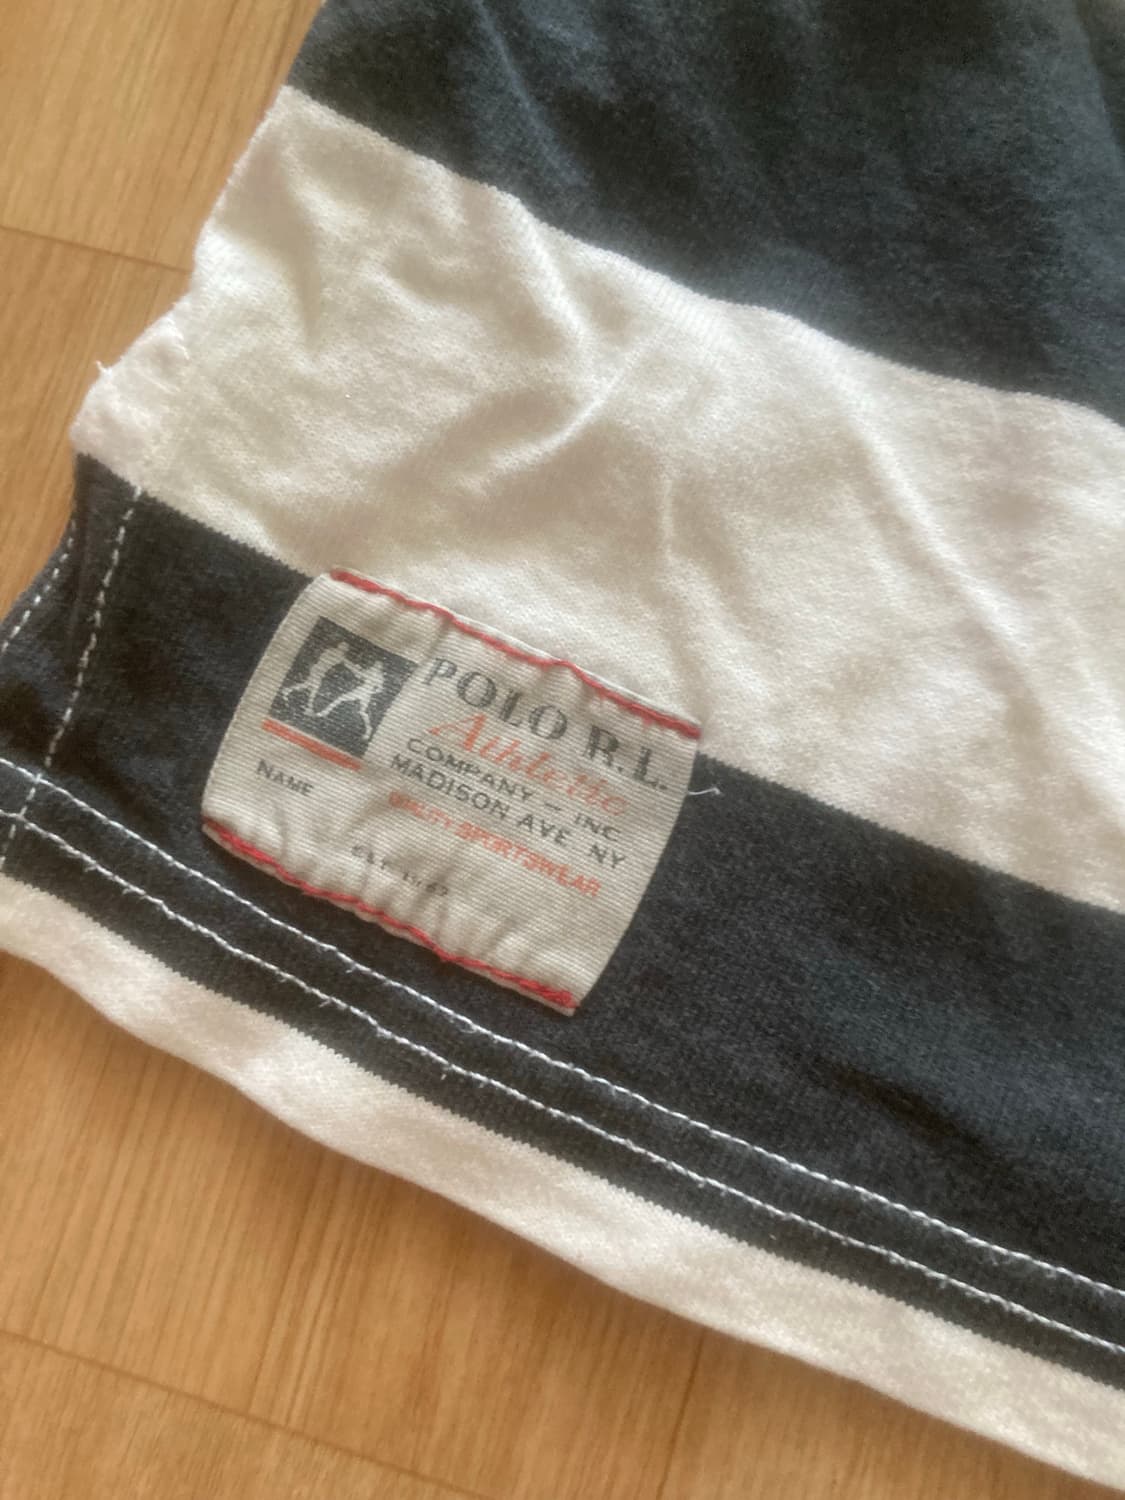 POLO R.L.
Athletic
COMPANY — INC
MADISON AVE NY
QUALITY SPORTSWEAR
NAME